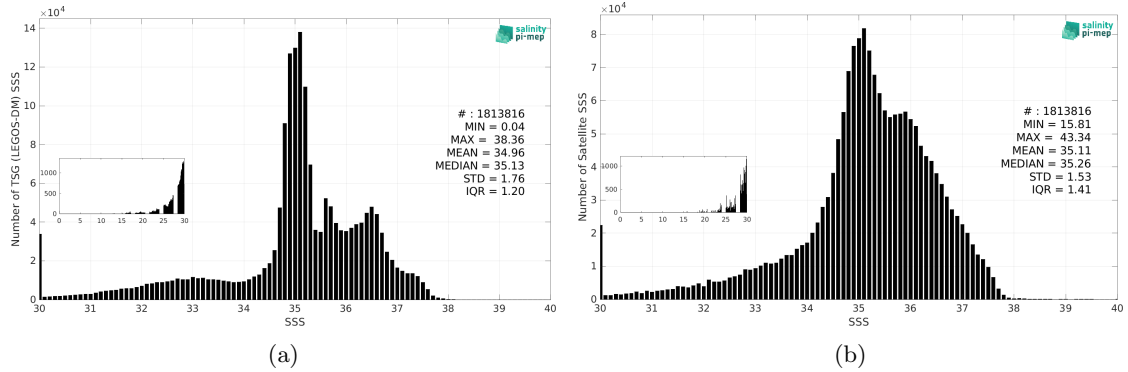 ×10⁴
14
12
10
8
6
4
2
0
Number of TSG (LEGOS-DM) SSS
salinity
pi-mep
# : 1813816
MIN = 0.04
MAX = 38.36
MEAN = 34.96
MEDIAN = 35.13
STD = 1.76
IQR = 1.20
1000
500
0
0 5 10 15 20 25 30
30 31 32 33 34 35 36 37 38 39 40
SSS
(a)
×10⁴
8
7
6
5
4
3
2
1
0
Number of Satellite SSS
salinity
pi-mep
# : 1813816
MIN = 15.81
MAX = 43.34
MEAN = 35.11
MEDIAN = 35.26
STD = 1.53
IQR = 1.41
1000
500
0
0 5 10 15 20 25 30
30 31 32 33 34 35 36 37 38 39 40
SSS
(b)